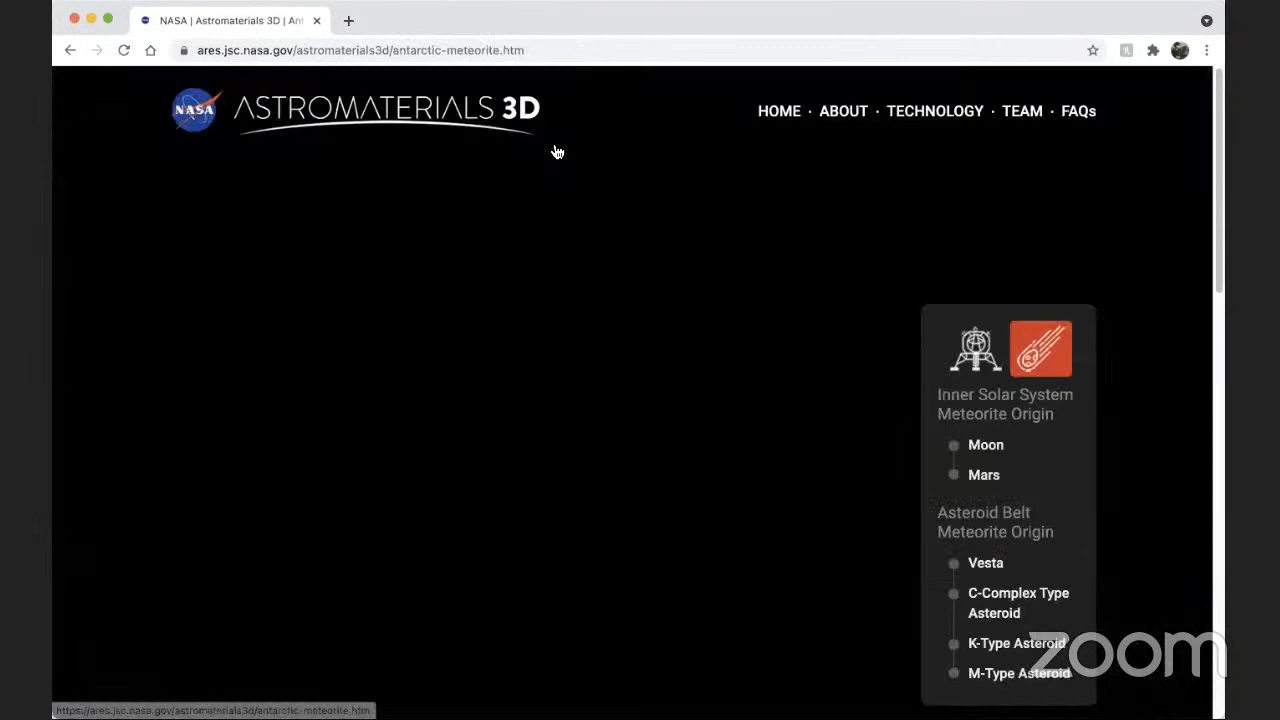 NASA | Astromaterials 3D | Ant
ares.jsc.nasa.gov/astromaterials3d/antarctic-meteorite.htm
NASA
ASTROMATERIALS 3D
HOME · ABOUT · TECHNOLOGY · TEAM · FAQs
Inner Solar System
Meteorite Origin
Moon
Mars
Asteroid Belt
Meteorite Origin
Vesta
C-Complex Type
Asteroid
K-Type Asteroid
M-Type Asteroid
zoom
https://ares.jsc.nasa.gov/astromaterials3d/antarctic-meteorite.htm